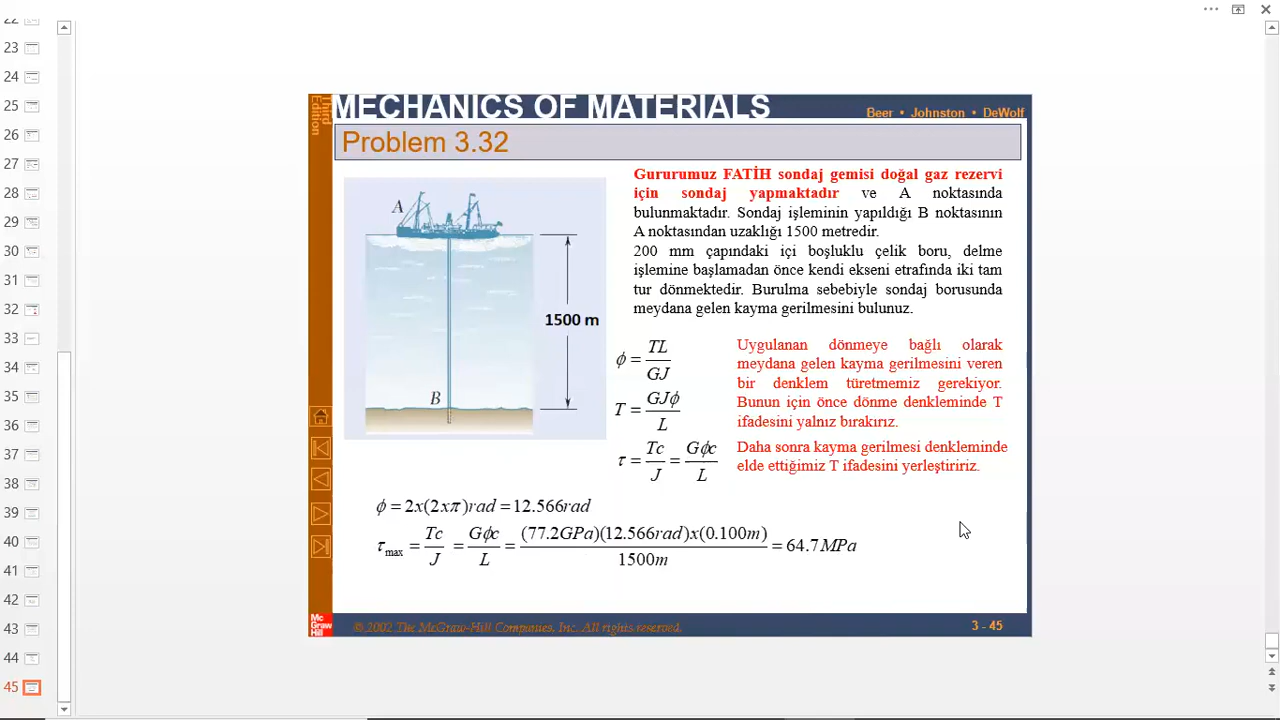 22
23
24
25
26
27
28
29
30
31
32
33
34
35
36
37
38
39
40
41
42
43
44
45
Third Edition
MECHANICS OF MATERIALS
Beer • Johnston • DeWolf
Problem 3.32
A
1500 m
B
Gururumuz FATİH sondaj gemisi doğal gaz rezervi
için sondaj yapmaktadır ve A noktasında
bulunmaktadır. Sondaj işleminin yapıldığı B noktasının
A noktasından uzaklığı 1500 metredir.
200 mm çapındaki içi boşluklu çelik boru, delme
işlemine başlamadan önce kendi ekseni etrafında iki tam
tur dönmektedir. Burulma sebebiyle sondaj borusunda
meydana gelen kayma gerilmesini bulunuz.
ϕ = TL/GJ
T = GJϕ/L
τ = Tc/J = Gϕc/L
Uygulanan dönmeye bağlı olarak
meydana gelen kayma gerilmesini veren
bir denklem türetmemiz gerekiyor.
Bunun için önce dönme denkleminde T
ifadesini yalnız bırakırız.
Daha sonra kayma gerilmesi denkleminde
elde ettiğimiz T ifadesini yerleştiririz.
ϕ = 2x(2xπ)rad = 12.566rad
τmax = Tc/J = Gϕc/L = (77.2GPa)(12.566rad)x(0.100m)/1500m = 64.7MPa
Mc
Graw
Hill
© 2002 The McGraw-Hill Companies, Inc. All rights reserved.
3 - 45